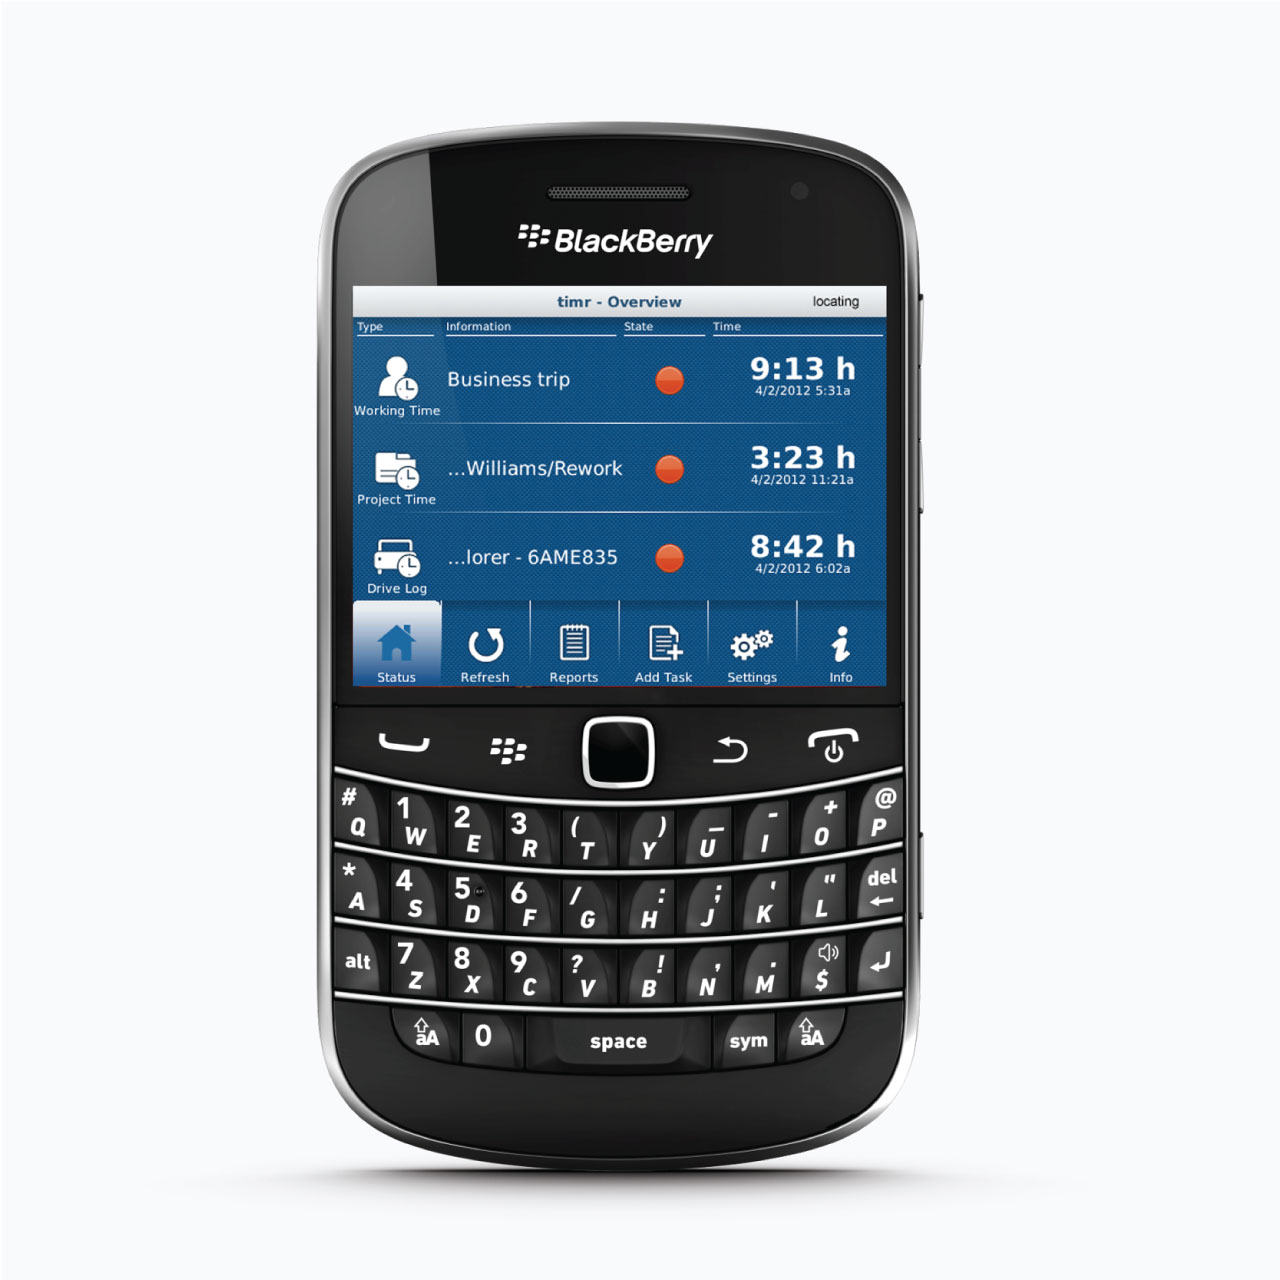 BlackBerry
timr - Overview locating
Type Information State Time
Working Time Business trip 9:13 h
4/2/2012 5:31a
Project Time ...Williams/Rework 3:23 h
4/2/2012 11:21a
Drive Log ...lorer - 6AME835 8:42 h
4/2/2012 6:02a
Status Refresh Reports Add Task Settings Info
# 1 2 3 ( ) _ - + @
Q W E R T Y U I O P
* 4 5 6 / : ; ' " del
A S D F G H J K L
alt 7 8 9 ? ! , .
Z X C V B N M $
aA 0 space sym aA